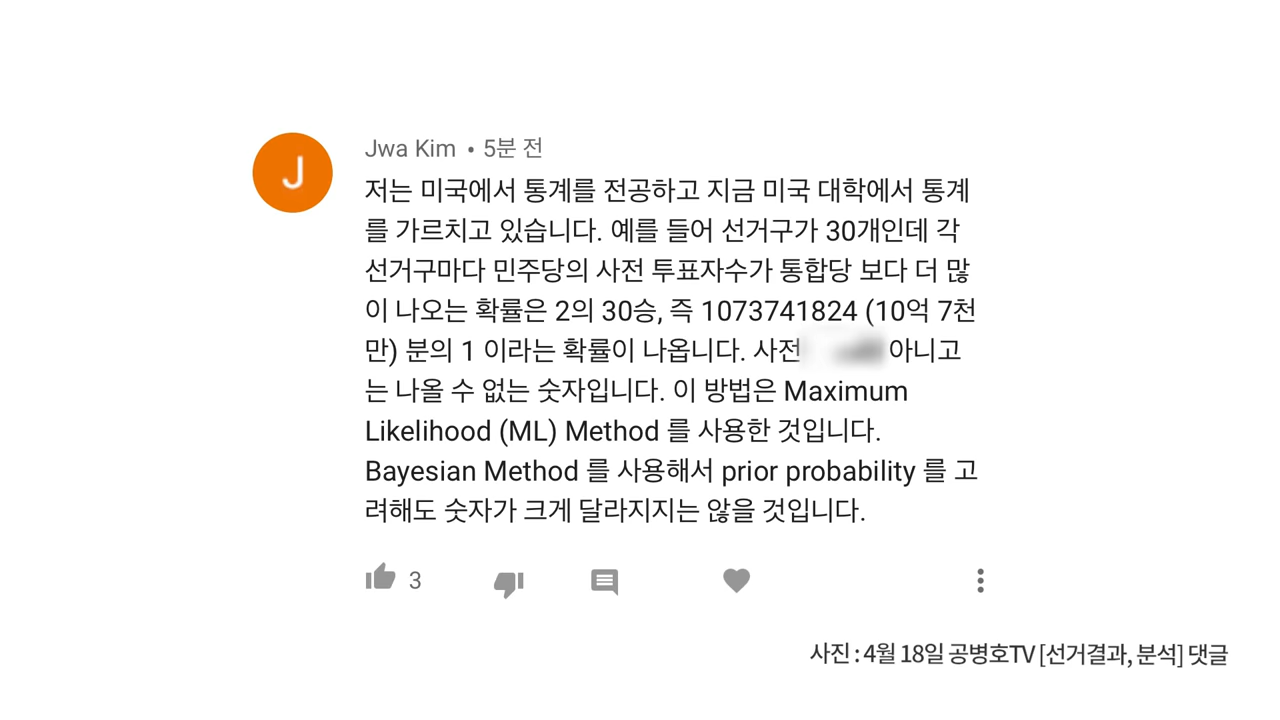 J
Jwa Kim • 5분 전
저는 미국에서 통계를 전공하고 지금 미국 대학에서 통계
를 가르치고 있습니다. 예를 들어 선거구가 30개인데 각
선거구마다 민주당의 사전 투표자수가 통합당 보다 더 많
이 나오는 확률은 2의 30승, 즉 1073741824 (10억 7천
만) 분의 1 이라는 확률이 나옵니다. 사전 아니고
는 나올 수 없는 숫자입니다. 이 방법은 Maximum
Likelihood (ML) Method 를 사용한 것입니다.
Bayesian Method 를 사용해서 prior probability 를 고
려해도 숫자가 크게 달라지지는 않을 것입니다.
3
사진 : 4월 18일 공병호TV [선거결과, 분석] 댓글